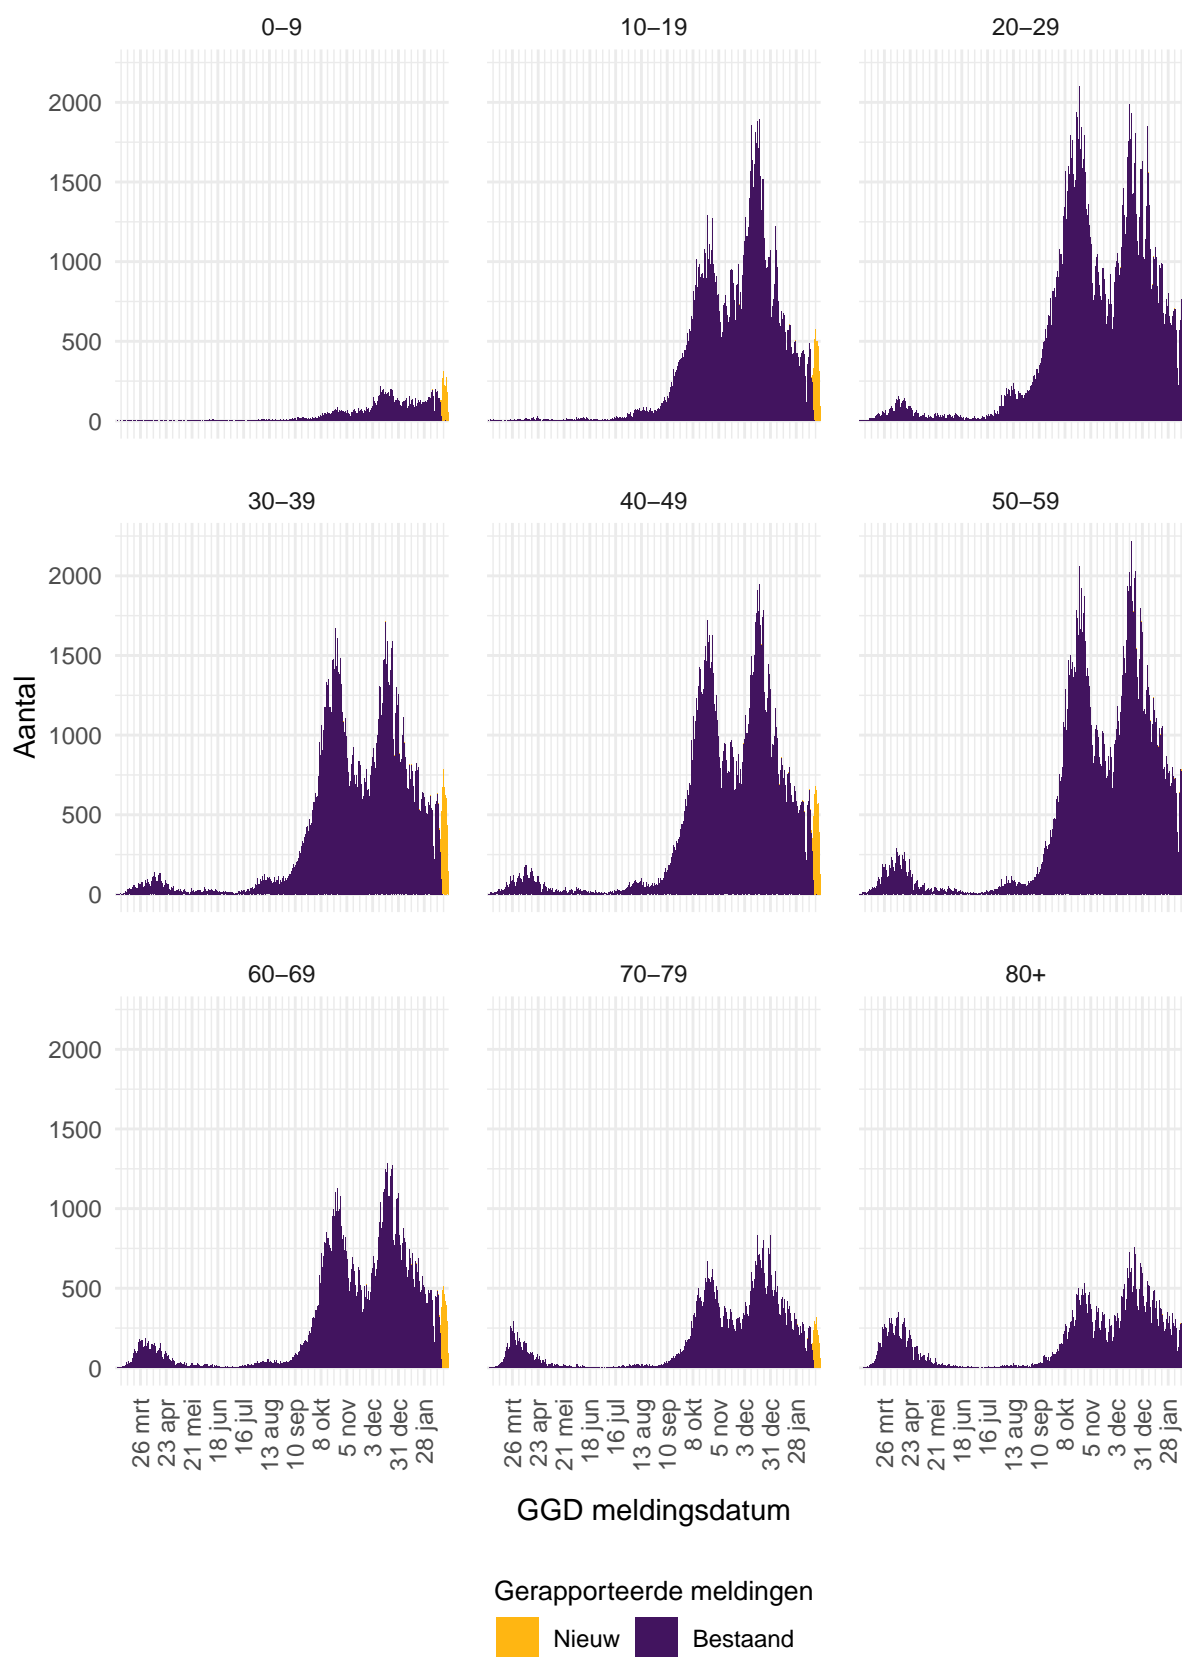 0–9 10–19 20–29
2000
1500
1000
500
0
30–39 40–49 50–59
2000
1500
1000
500
0
Aantal
60–69 70–79 80+
2000
1500
1000
500
0
26 mrt 23 apr 21 mei 18 jun 16 jul 13 aug 10 sep 8 okt 5 nov 3 dec 31 dec 28 jan 26 mrt 23 apr 21 mei 18 jun 16 jul 13 aug 10 sep 8 okt 5 nov 3 dec 31 dec 28 jan 26 mrt 23 apr 21 mei 18 jun 16 jul 13 aug 10 sep 8 okt 5 nov 3 dec 31 dec 28 jan
GGD meldingsdatum
Gerapporteerde meldingen
Nieuw Bestaand